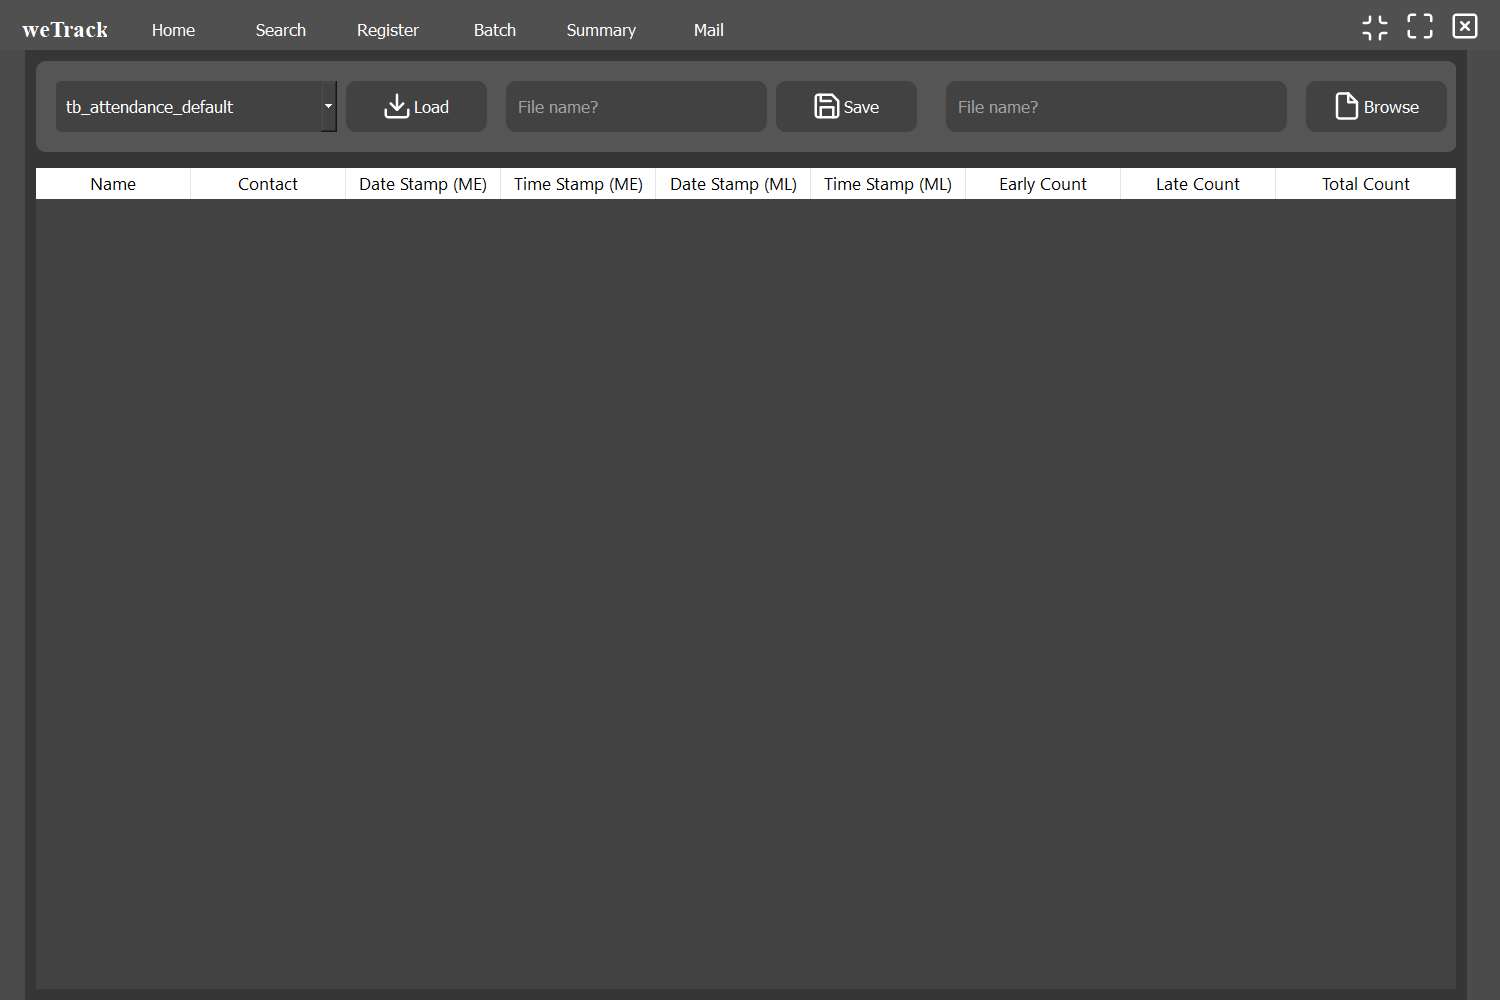 weTrack Home Search Register Batch Summary Mail
tb_attendance_default Load File name? Save File name? Browse
Name Contact Date Stamp (ME) Time Stamp (ME) Date Stamp (ML) Time Stamp (ML) Early Count Late Count Total Count